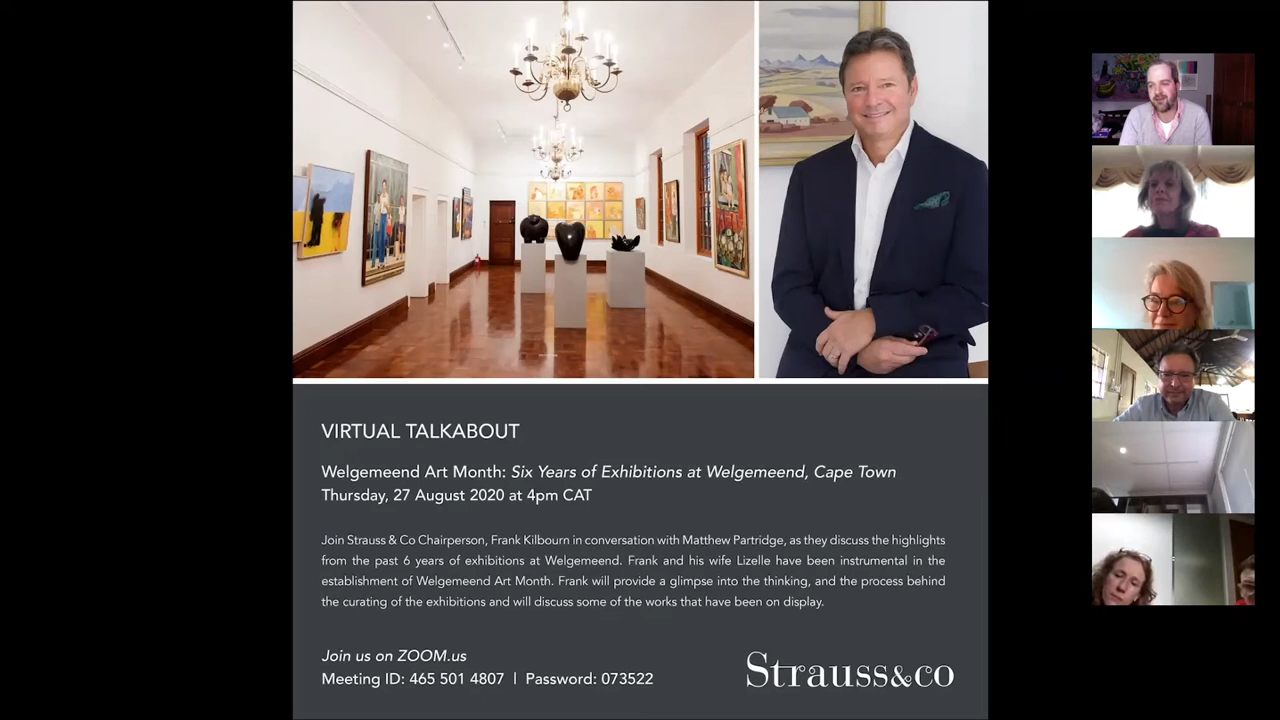 VIRTUAL TALKABOUT
Welgemeend Art Month: Six Years of Exhibitions at Welgemeend, Cape Town
Thursday, 27 August 2020 at 4pm CAT
Join Strauss & Co Chairperson, Frank Kilbourn in conversation with Matthew Partridge, as they discuss the highlights
from the past 6 years of exhibitions at Welgemeend. Frank and his wife Lizelle have been instrumental in the
establishment of Welgemeend Art Month. Frank will provide a glimpse into the thinking, and the process behind
the curating of the exhibitions and will discuss some of the works that have been on display.
Join us on ZOOM.us
Meeting ID: 465 501 4807 | Password: 073522
Strauss&co